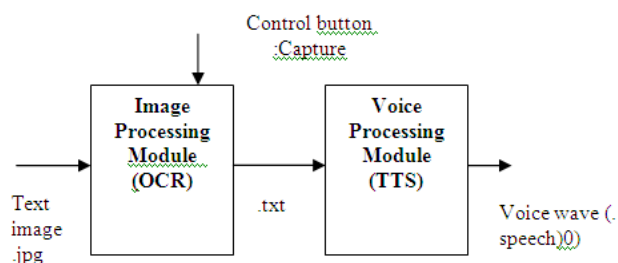 Control button
:Capture
Image
Processing
Module
(OCR)
Voice
Processing
Module
(TTS)
Text
image
.jpg
.txt
Voice wave (.
speech)0)